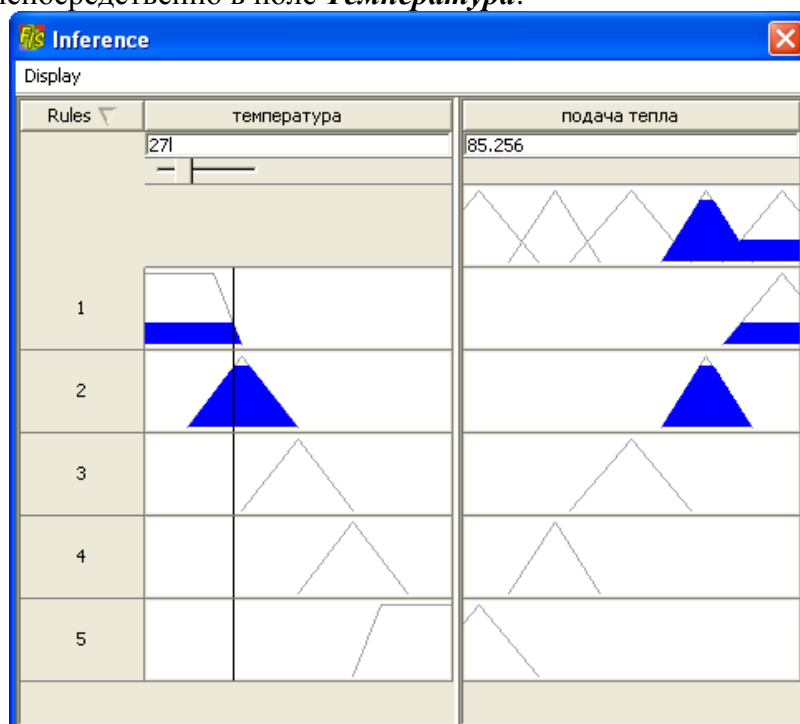 непосредственно в поле Температура.
Inference
Display
Rules температура подача тепла
27 85.256
1
2
3
4
5